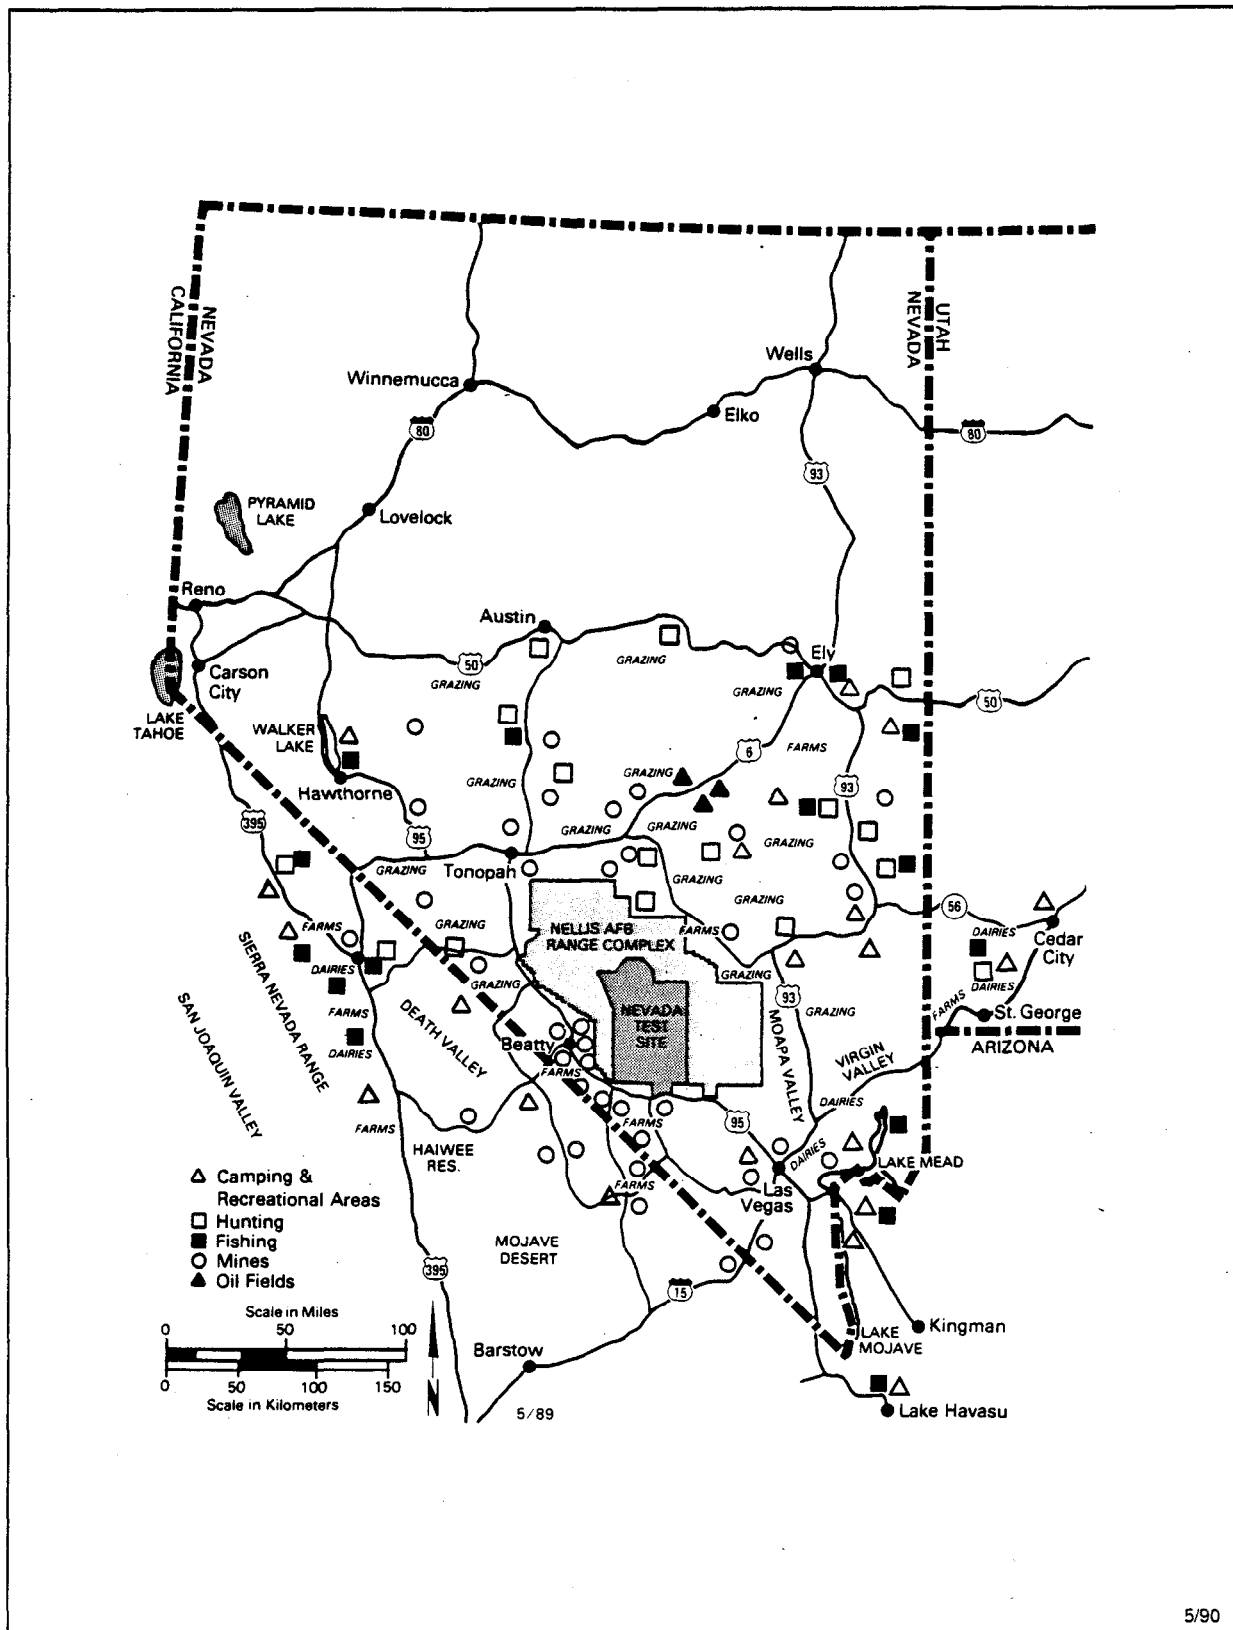 NEVADA
CALIFORNIA
UTAH
NEVADA
Wells
Winnemucca
Elko
80
80
93
PYRAMID
LAKE
Lovelock
Reno
Austin
Ely
Carson
City
50
GRAZING
GRAZING
GRAZING
50
LAKE
TAHOE
WALKER
LAKE
6
FARMS
GRAZING
GRAZING
Hawthorne
93
395
95
GRAZING
GRAZING
GRAZING
Tonopah
GRAZING
GRAZING
GRAZING
56
FARMS
GRAZING
NELLIS AFB
RANGE COMPLEX
FARMS
DAIRIES
Cedar
City
SIERRA NEVADA RANGE
DAIRIES
GRAZING
GRAZING
DAIRIES
93
SAN JOAQUIN VALLEY
FARMS
DEATH VALLEY
NEVADA
TEST
SITE
MOAPA VALLEY
GRAZING
FARMS
St. George
ARIZONA
DAIRIES
Beatty
FARMS
VIRGIN
VALLEY
DAIRIES
FARMS
FARMS
95
HAIWEE
RES.
DAIRIES
LAKE MEAD
FARMS
Las
Vegas
Camping &
Recreational Areas
Hunting
Fishing
Mines
Oil Fields
MOJAVE
DESERT
395
15
Scale in Miles
0 50 100
0 50 100 150
Scale in Kilometers
N
Kingman
LAKE
MOJAVE
Barstow
5/89
Lake Havasu
5/90